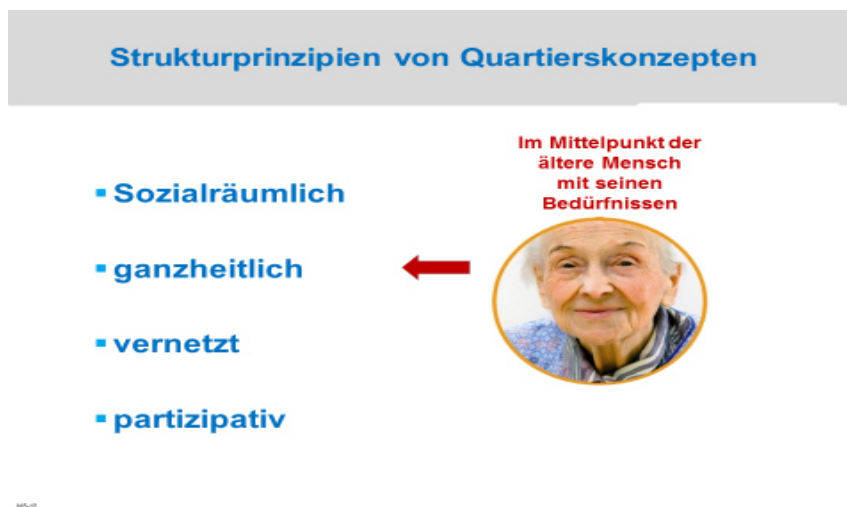 Strukturprinzipien von Quartierskonzepten
Im Mittelpunkt der
ältere Mensch
mit seinen
Bedürfnissen
Sozialräumlich
ganzheitlich
vernetzt
partizipativ